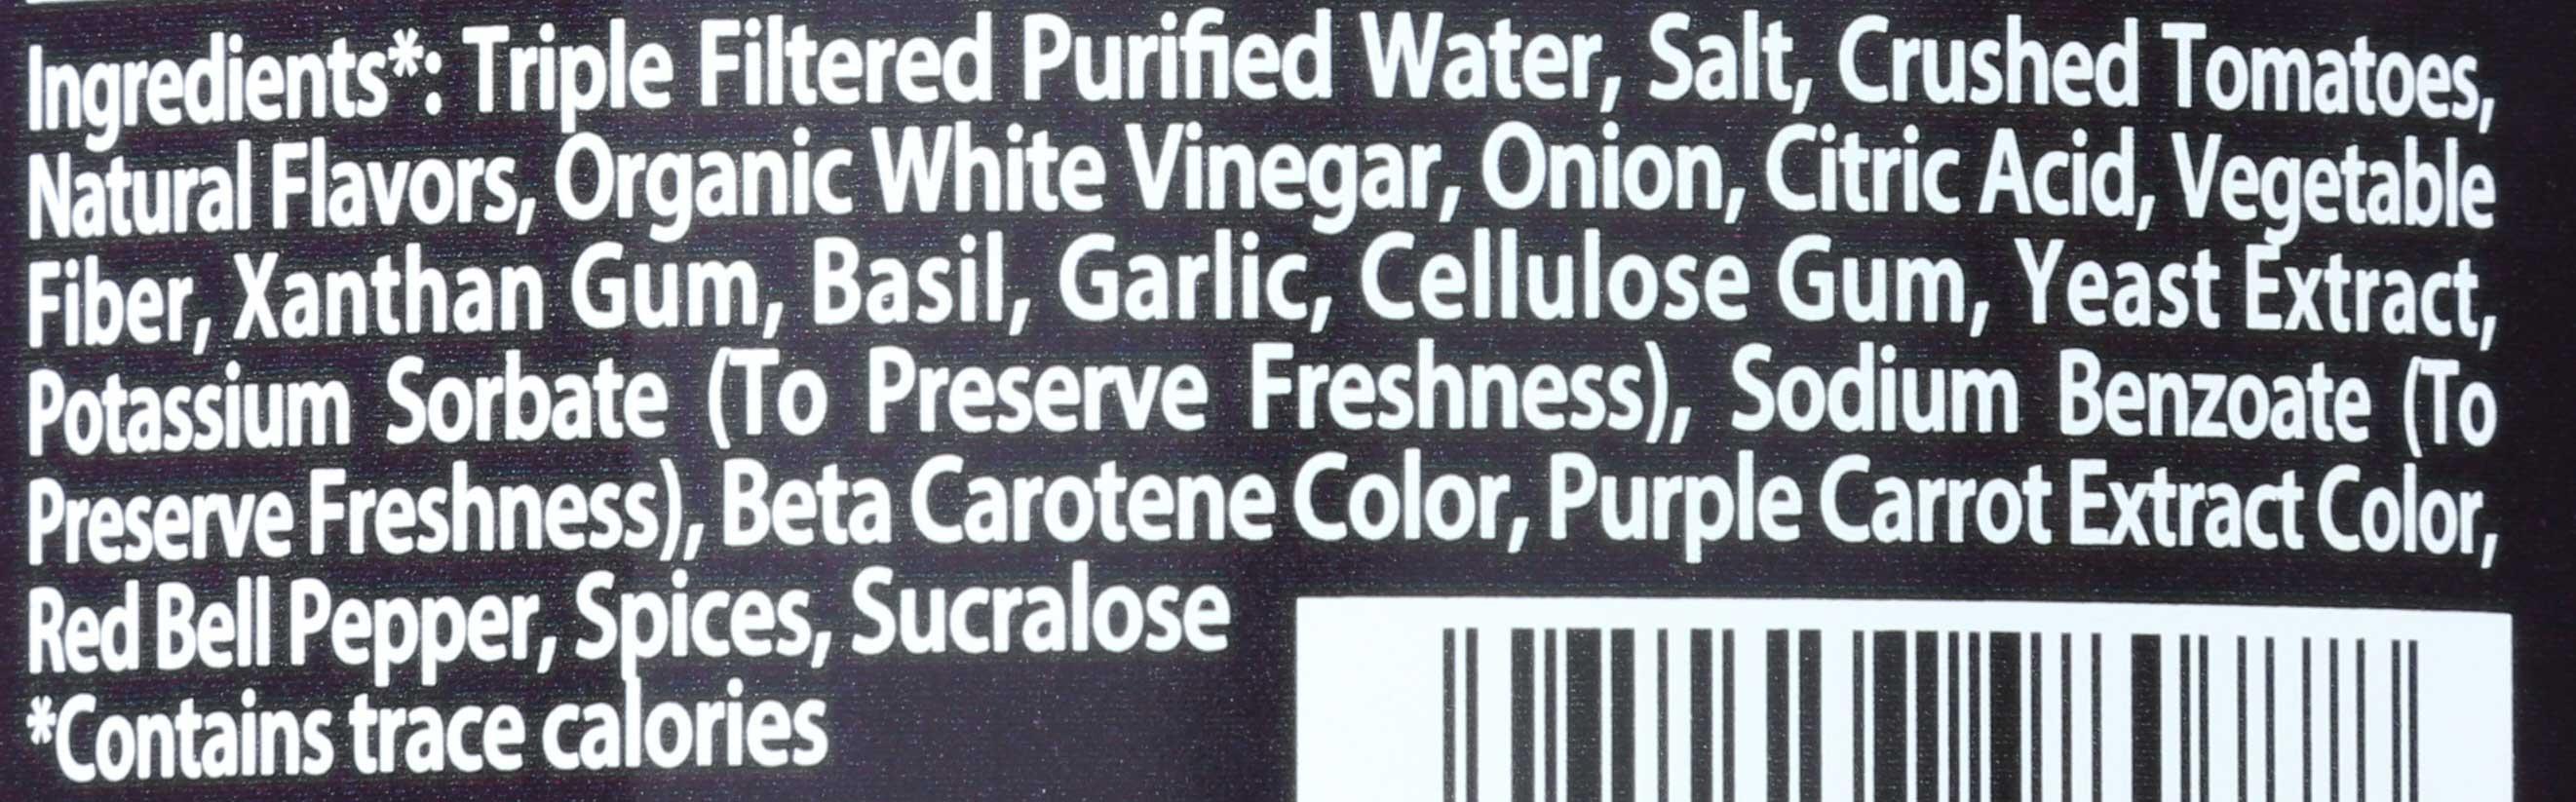 Ingredients*: Triple Filtered Purified Water, Salt, Crushed Tomatoes,
Natural Flavors, Organic White Vinegar, Onion, Citric Acid, Vegetable
Fiber, Xanthan Gum, Basil, Garlic, Cellulose Gum, Yeast Extract,
Potassium Sorbate (To Preserve Freshness), Sodium Benzoate (To
Preserve Freshness), Beta Carotene Color, Purple Carrot Extract Color,
Red Bell Pepper, Spices, Sucralose
*Contains trace calories